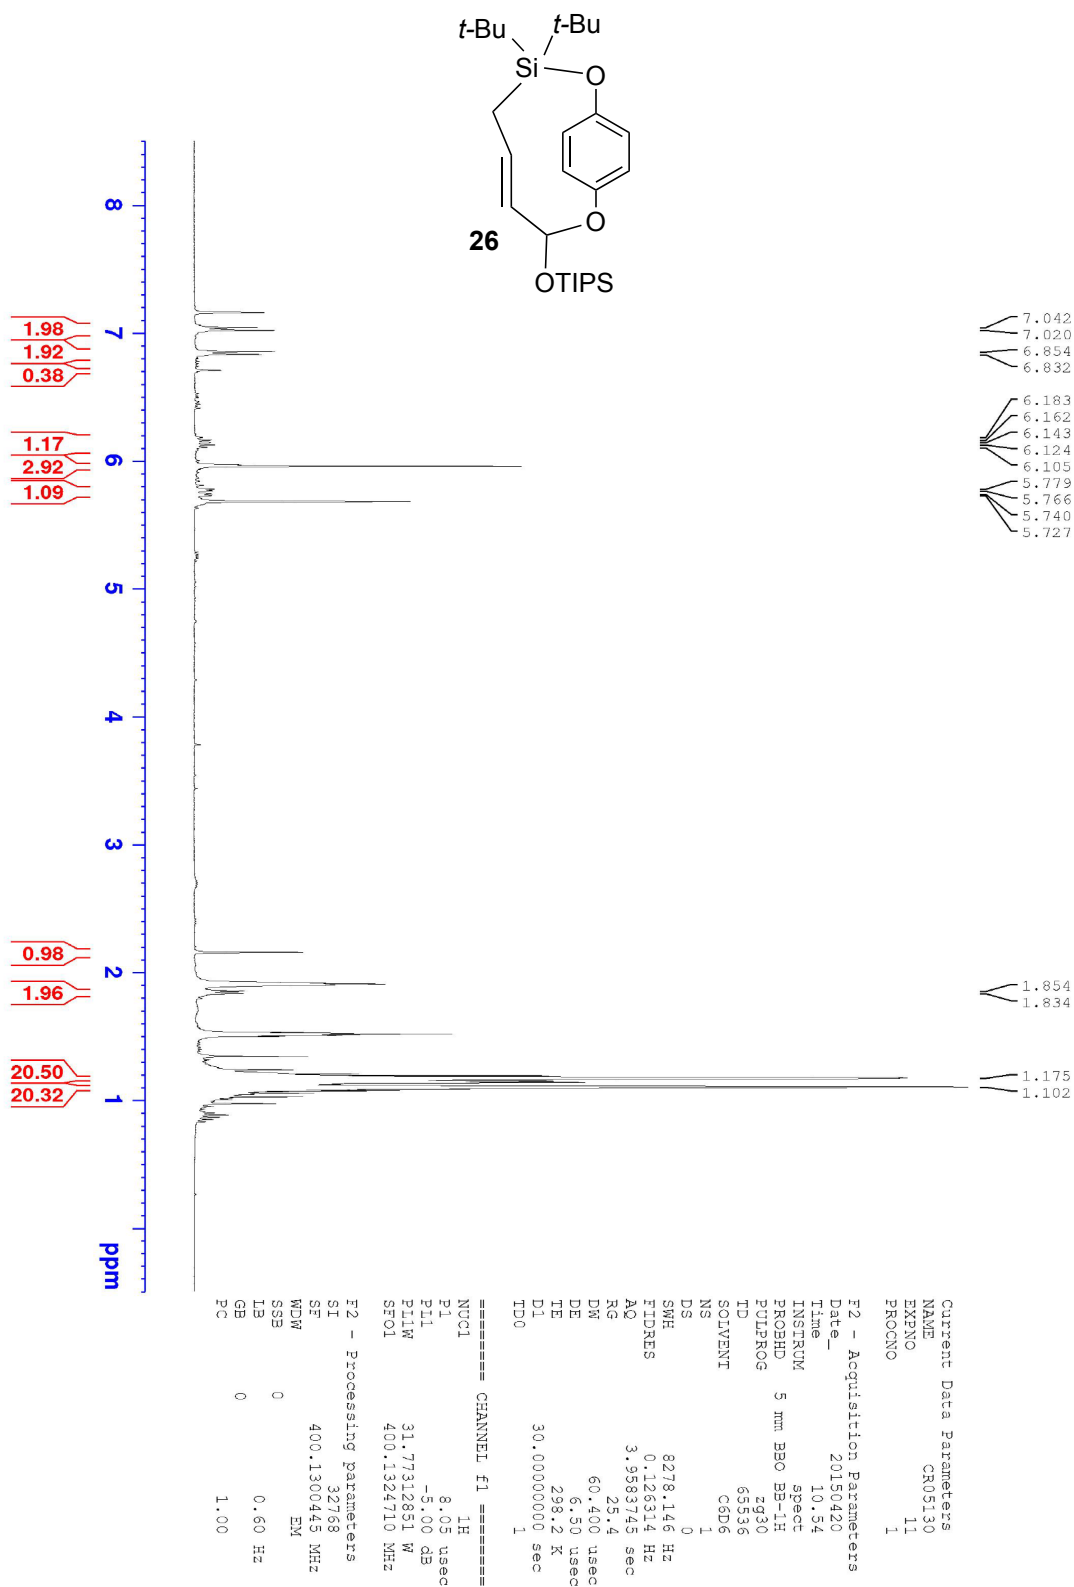 t-Bu
t-Bu
Si
O
O
26
OTIPS
8
7
6
5
4
3
2
1
ppm
1.98
1.92
0.38
1.17
2.92
1.09
0.98
1.96
20.50
20.32
7.042
7.020
6.854
6.832
6.183
6.162
6.143
6.124
6.105
5.779
5.766
5.740
5.727
1.854
1.834
1.175
1.102
Current Data Parameters
NAME CR05130
EXPNO 11
PROCNO 1
F2 - Acquisition Parameters
Date_ 20150420
Time 10.54
INSTRUM spect
PROBHD 5 mm BBO BB-1H
PULPROG zg30
TD 65536
SOLVENT C6D6
NS 1
DS 0
SWH 8278.146 Hz
FIDRES 0.126314 Hz
AQ 3.9583745 sec
RG 25.4
DW 60.400 usec
DE 6.50 usec
TE 298.2 K
D1 30.00000000 sec
TD0 1
======== CHANNEL f1 ========
NUC1 1H
P1 8.05 usec
PL1 -5.00 dB
PL1W 31.77312851 W
SFO1 400.1324710 MHz
F2 - Processing parameters
SI 32768
SF 400.1300445 MHz
WDW EM
SSB 0
LB 0.60 Hz
GB 0
PC 1.00